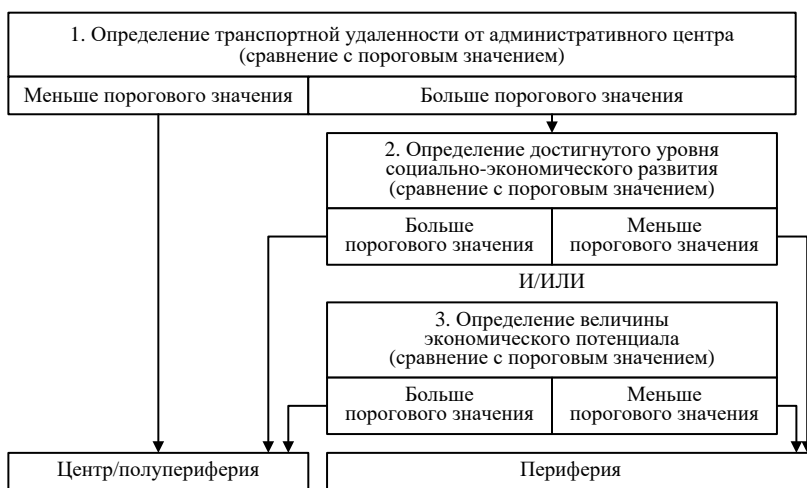 1. Определение транспортной удаленности от административного центра
(сравнение с пороговым значением)
Меньше порогового значения
Больше порогового значения
2. Определение достигнутого уровня
социально-экономического развития
(сравнение с пороговым значением)
Больше
порогового значения
Меньше
порогового значения
И/ИЛИ
3. Определение величины
экономического потенциала
(сравнение с пороговым значением)
Больше
порогового значения
Меньше
порогового значения
Центр/полупериферия
Периферия